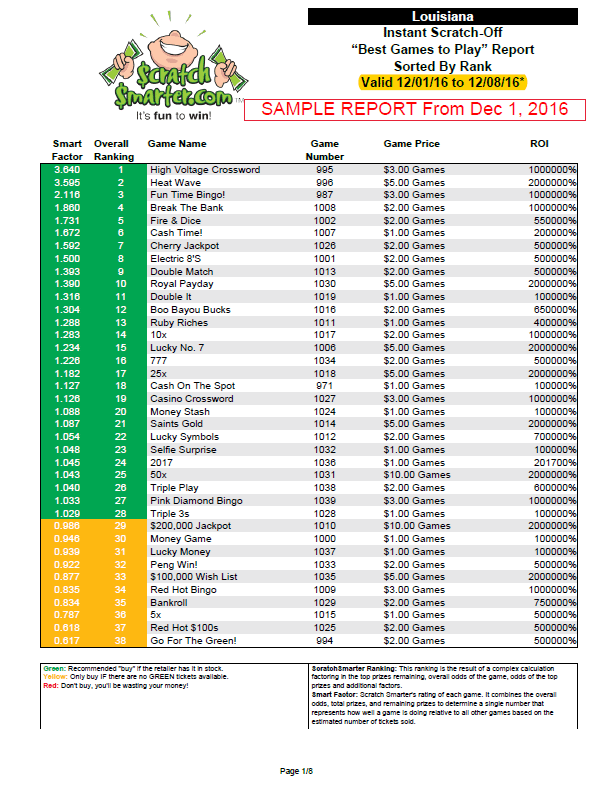 Louisiana
Instant Scratch-Off
“Best Games to Play” Report
Sorted By Rank
Valid 12/01/16 to 12/08/16*
Scratch
Smarter.com TM
It's fun to win!
SAMPLE REPORT From Dec 1, 2016
Smart Overall Game Name Game Game Price ROI
Factor Ranking Number
3.640 1 High Voltage Crossword 995 $3.00 Games 1000000%
3.595 2 Heat Wave 996 $5.00 Games 2000000%
2.116 3 Fun Time Bingo! 987 $3.00 Games 1000000%
1.860 4 Break The Bank 1008 $2.00 Games 1000000%
1.731 5 Fire & Dice 1002 $2.00 Games 550000%
1.672 6 Cash Time! 1007 $1.00 Games 200000%
1.592 7 Cherry Jackpot 1026 $2.00 Games 500000%
1.500 8 Electric 8'S 1001 $2.00 Games 500000%
1.393 9 Double Match 1013 $2.00 Games 500000%
1.390 10 Royal Payday 1030 $5.00 Games 2000000%
1.316 11 Double It 1019 $1.00 Games 100000%
1.304 12 Boo Bayou Bucks 1016 $2.00 Games 650000%
1.288 13 Ruby Riches 1011 $1.00 Games 400000%
1.283 14 10x 1017 $2.00 Games 1000000%
1.234 15 Lucky No. 7 1006 $5.00 Games 2000000%
1.226 16 777 1034 $2.00 Games 500000%
1.182 17 25x 1018 $5.00 Games 2000000%
1.127 18 Cash On The Spot 971 $1.00 Games 100000%
1.126 19 Casino Crossword 1027 $3.00 Games 1000000%
1.088 20 Money Stash 1024 $1.00 Games 100000%
1.087 21 Saints Gold 1014 $5.00 Games 2000000%
1.054 22 Lucky Symbols 1012 $2.00 Games 700000%
1.048 23 Selfie Surprise 1032 $1.00 Games 100000%
1.045 24 2017 1036 $1.00 Games 201700%
1.043 25 50x 1031 $10.00 Games 2000000%
1.040 26 Triple Play 1038 $2.00 Games 600000%
1.033 27 Pink Diamond Bingo 1039 $3.00 Games 1000000%
1.029 28 Triple 3s 1028 $1.00 Games 100000%
0.986 29 $200,000 Jackpot 1010 $10.00 Games 2000000%
0.946 30 Money Game 1000 $1.00 Games 100000%
0.939 31 Lucky Money 1037 $1.00 Games 100000%
0.922 32 Peng Win! 1033 $2.00 Games 500000%
0.877 33 $100,000 Wish List 1035 $5.00 Games 2000000%
0.835 34 Red Hot Bingo 1009 $3.00 Games 1000000%
0.834 35 Bankroll 1029 $2.00 Games 750000%
0.787 36 5x 1015 $1.00 Games 500000%
0.618 37 Red Hot $100s 1025 $2.00 Games 500000%
0.617 38 Go For The Green! 994 $2.00 Games 500000%
Green: Recommended "buy" if the retailer has it in stock.
Yellow: Only buy IF there are no GREEN tickets available.
Red: Don't buy, you'll be wasting your money!
ScratchSmarter Ranking: This ranking is the result of a complex calculation
factoring in the top prizes remaining, overall odds of the game, odds of the top
prizes and additional factors.
Smart Factor: Scratch Smarter's rating of each game. It combines the overall
odds, total prizes, and remaining prizes to determine a single number that
represents how well a game is doing relative to all other games based on the
estimated number of tickets sold.
Page 1/8